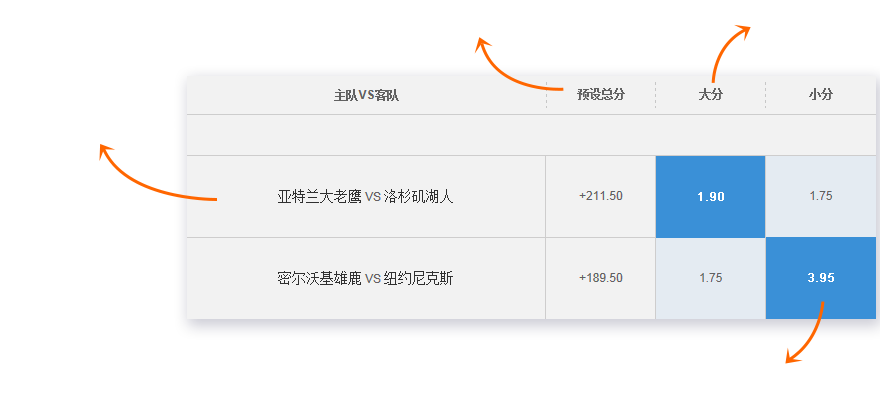 主队VS客队 预设总分 大分 小分
亚特兰大老鹰 VS 洛杉矶湖人 +211.50 1.90 1.75
密尔沃基雄鹿 VS 纽约尼克斯 +189.50 1.75 3.95